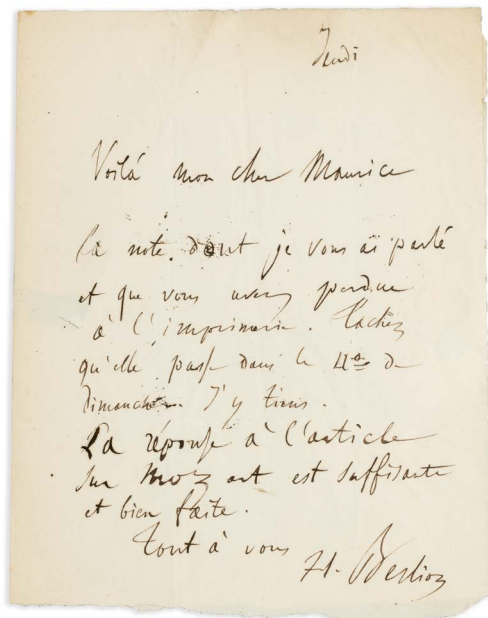 Jeudi
Voilà mon cher Maurice
la note dont je vous ai parlé
et que vous avez perdue
à l'imprimerie. Tachez
qu'elle passe dans le No de
dimanche. J'y tiens.
La réponse à l'article
sur Mozart est suffisante
et bien faite.
Tout à vous
H. Berlioz